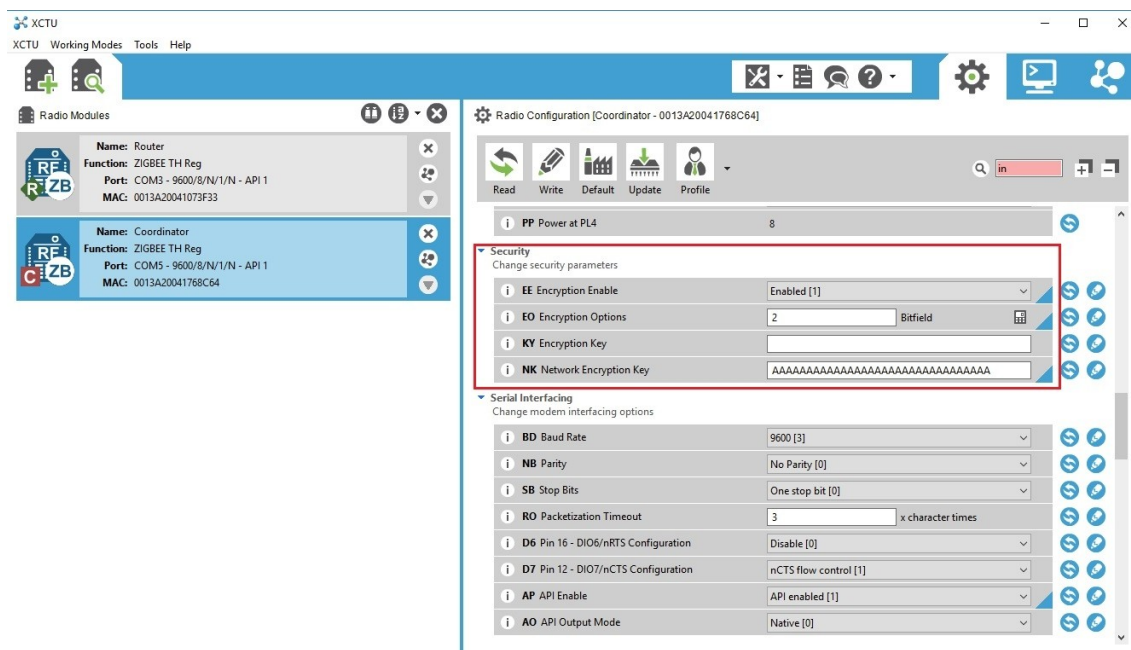 XCTU
XCTU Working Modes Tools Help
Radio Modules
Name: Router
Function: ZIGBEE TH Reg
Port: COM3 - 9600/8/N/1/N - API 1
MAC: 0013A20041073F33
RF
R ZB
Name: Coordinator
Function: ZIGBEE TH Reg
Port: COM5 - 9600/8/N/1/N - API 1
MAC: 0013A20041768C64
RF
C ZB
Radio Configuration [Coordinator - 0013A20041768C64]
Read Write Default Update Profile
in
i PP Power at PL4 8
Security
Change security parameters
i EE Encryption Enable Enabled [1]
i EO Encryption Options 2 Bitfield
i KY Encryption Key
i NK Network Encryption Key AAAAAAAAAAAAAAAAAAAAAAAAAAAAAAAA
Serial Interfacing
Change modem interfacing options
i BD Baud Rate 9600 [3]
i NB Parity No Parity [0]
i SB Stop Bits One stop bit [0]
i RO Packetization Timeout 3 x character times
i D6 Pin 16 - DIO6/nRTS Configuration Disable [0]
i D7 Pin 12 - DIO7/nCTS Configuration nCTS flow control [1]
i AP API Enable API enabled [1]
i AO API Output Mode Native [0]